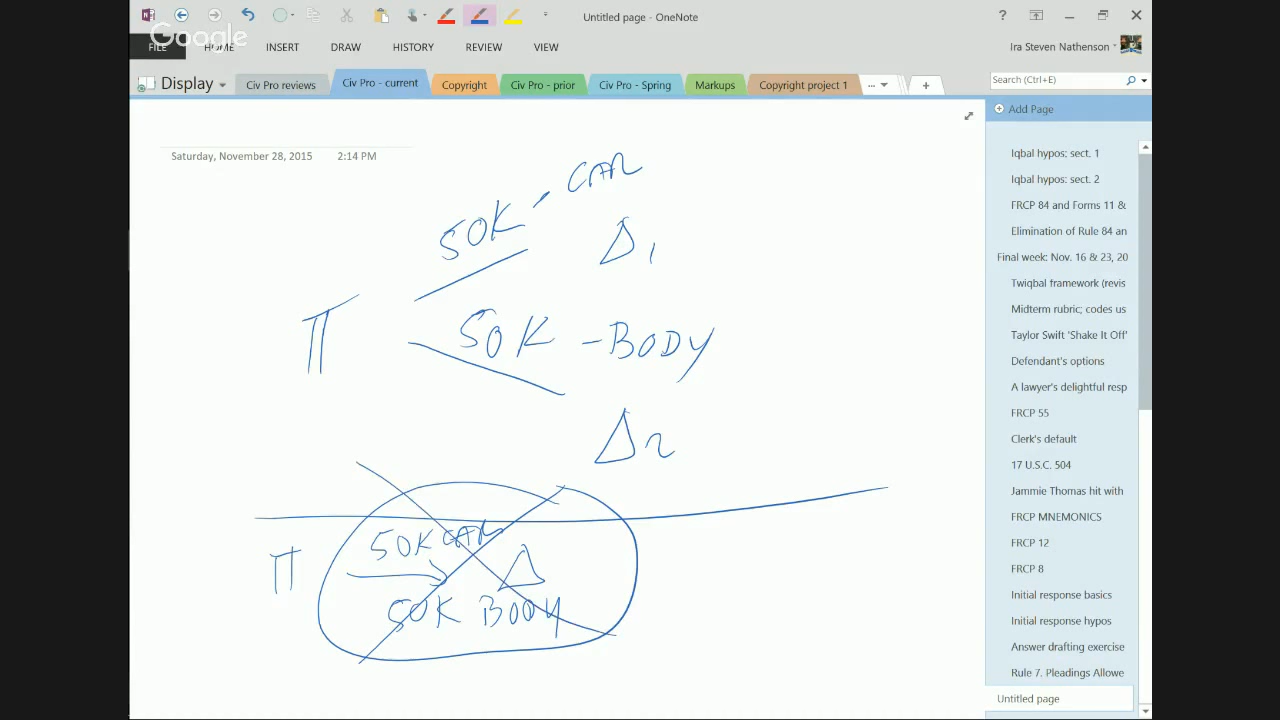 Untitled page - OneNote
?
Google
FILE HOME INSERT DRAW HISTORY REVIEW VIEW
Ira Steven Nathenson
Display
Civ Pro reviews
Civ Pro - current
Copyright
Civ Pro - prior
Civ Pro - Spring
Markups
Copyright project 1
...
+
Search (Ctrl+E)
Add Page
Saturday, November 28, 2015 2:14 PM
50K - CAR
Δ1
Π
50K - BODY
Δ2
Π
50K CAR
Δ
50K BODY
Iqbal hypos: sect. 1
Iqbal hypos: sect. 2
FRCP 84 and Forms 11 &
Elimination of Rule 84 an
Final week: Nov. 16 & 23, 20
Twiqbal framework (revis
Midterm rubric; codes us
Taylor Swift 'Shake It Off'
Defendant's options
A lawyer's delightful resp
FRCP 55
Clerk's default
17 U.S.C. 504
Jammie Thomas hit with
FRCP MNEMONICS
FRCP 12
FRCP 8
Initial response basics
Initial response hypos
Answer drafting exercise
Rule 7. Pleadings Allowe
Untitled page